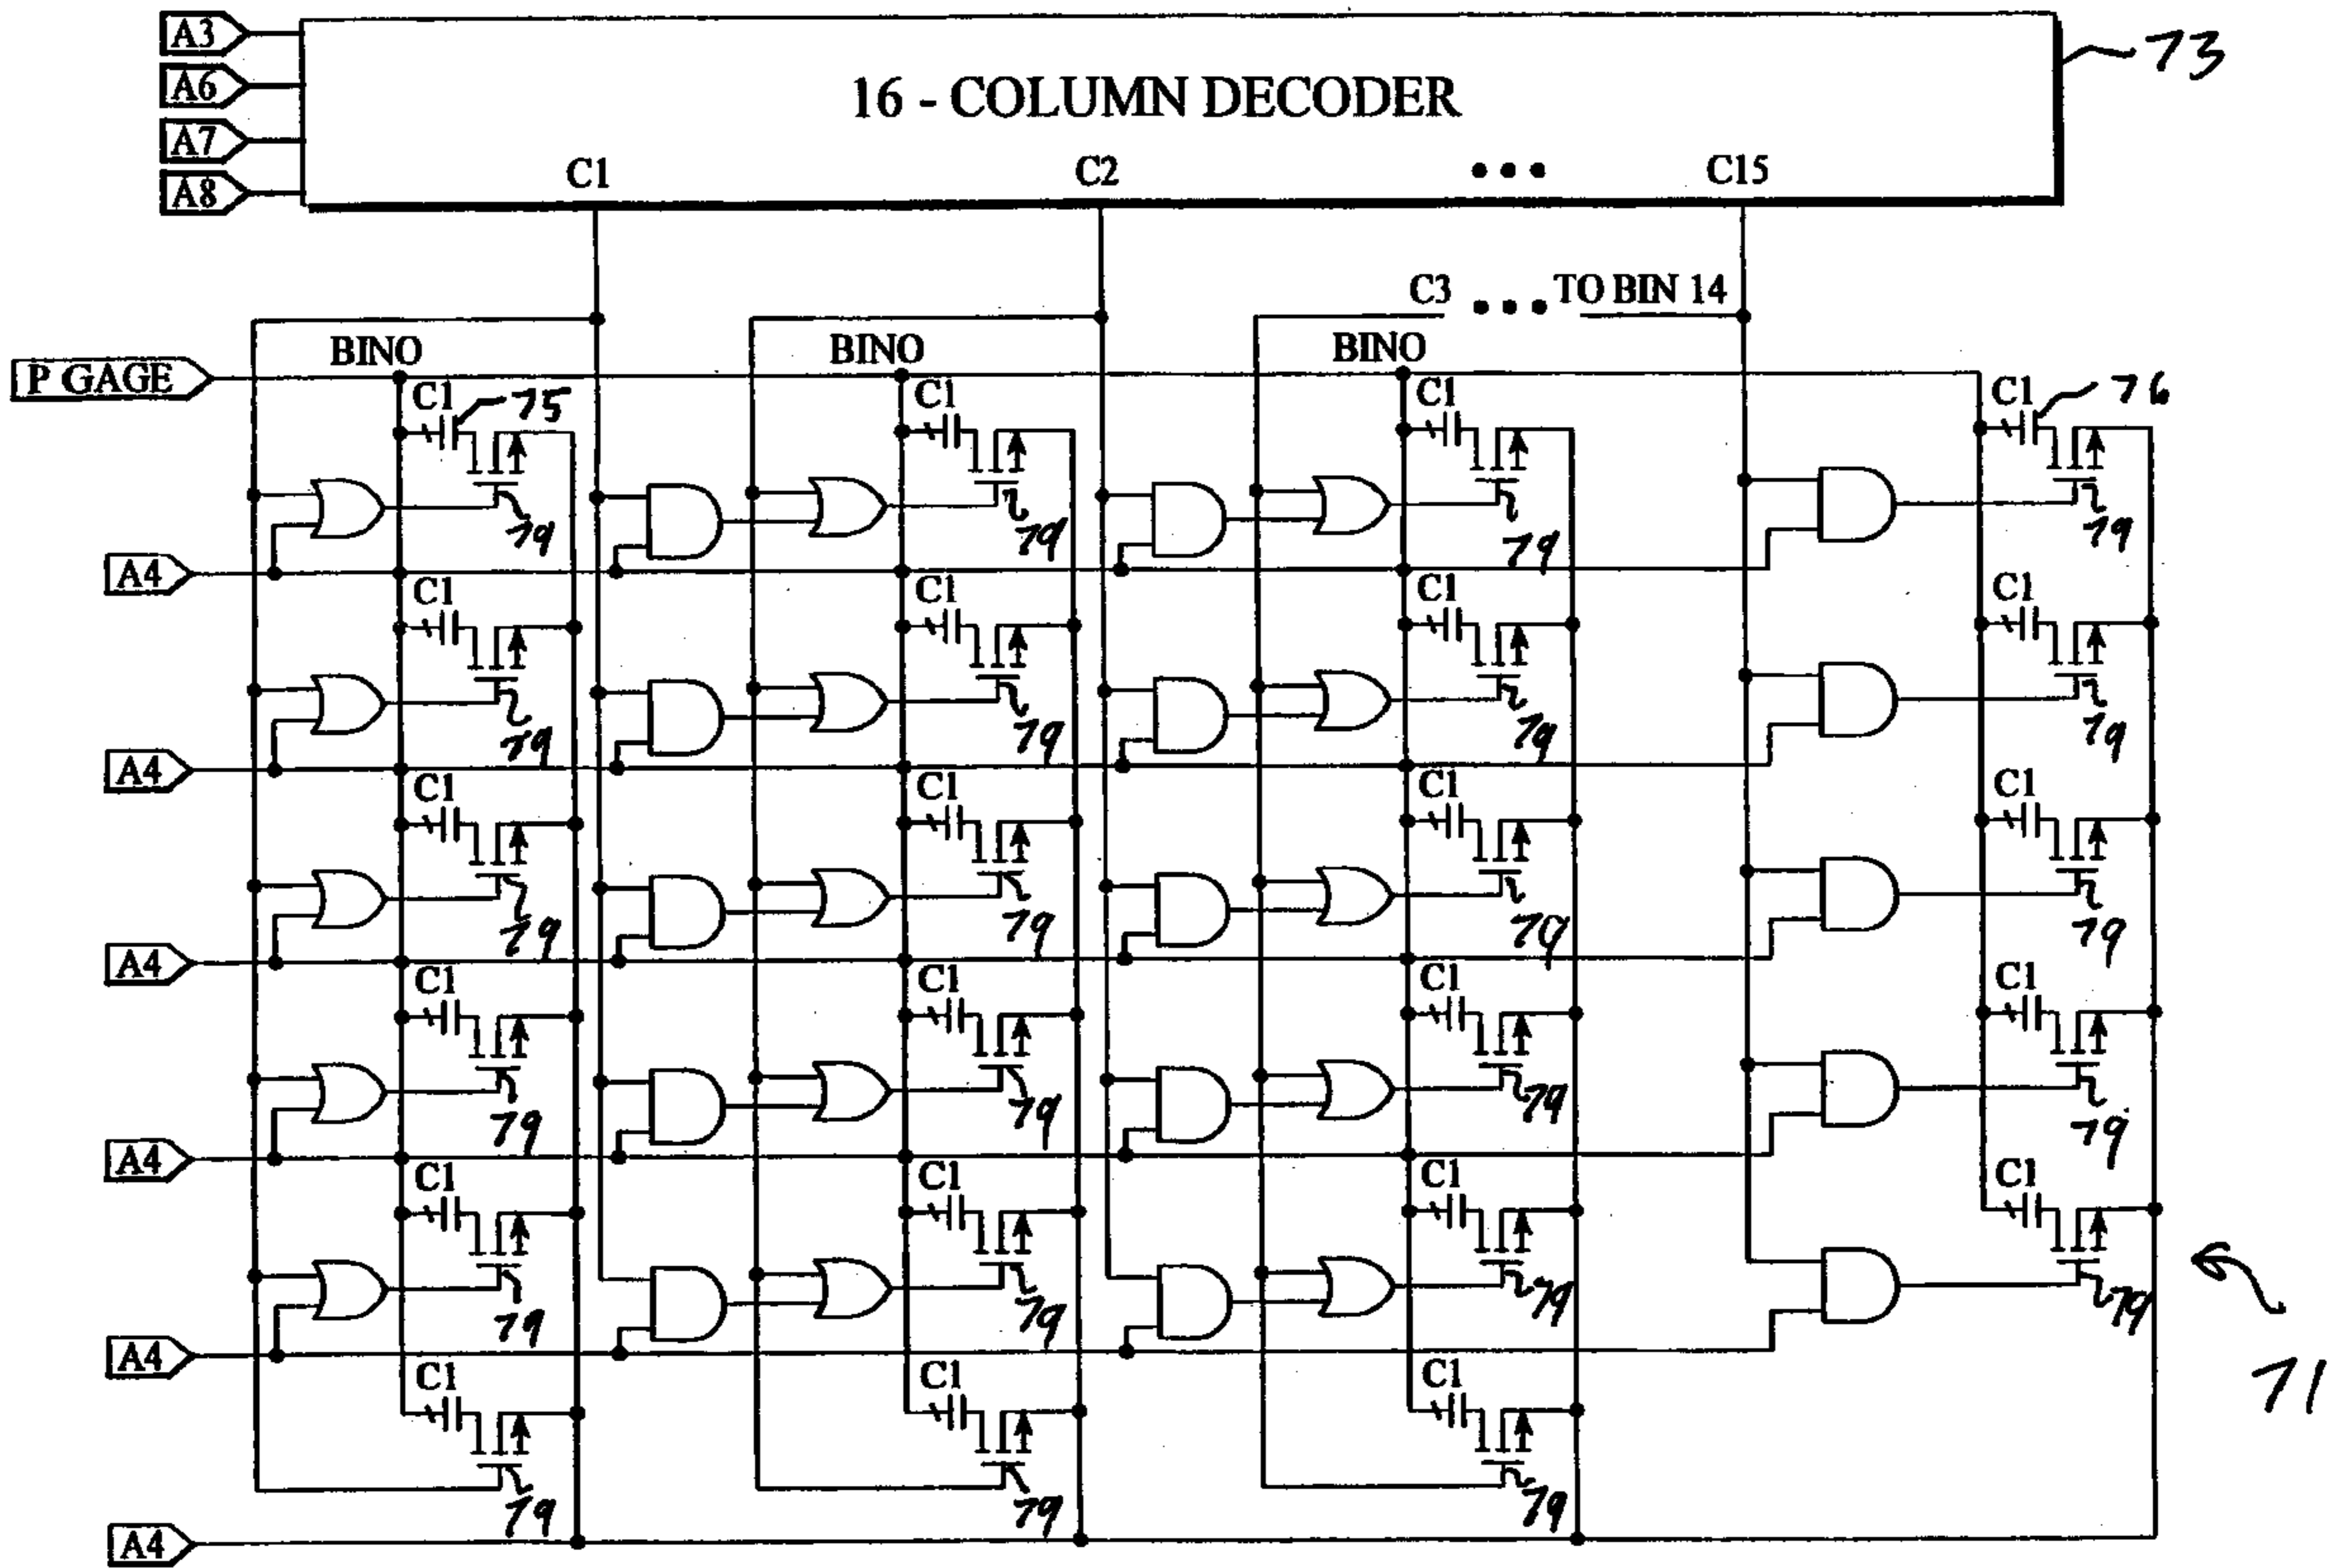 A3
A6
A7
A8
16 - COLUMN DECODER
73
C1 C2 ••• C15
C3 ••• TO BIN 14
BINO BINO BINO
P GAGE
C1 75 C1 C1 C1 76
79 79 79 79
A4
C1 C1 C1 C1
79 79 79 79
A4
C1 C1 C1 C1
79 79 79 79
A4
C1 C1 C1 C1
79 79 79 79
A4
C1 C1 C1 C1
79 79 79 79
A4
71
C1 C1 C1
79 79 79
A4